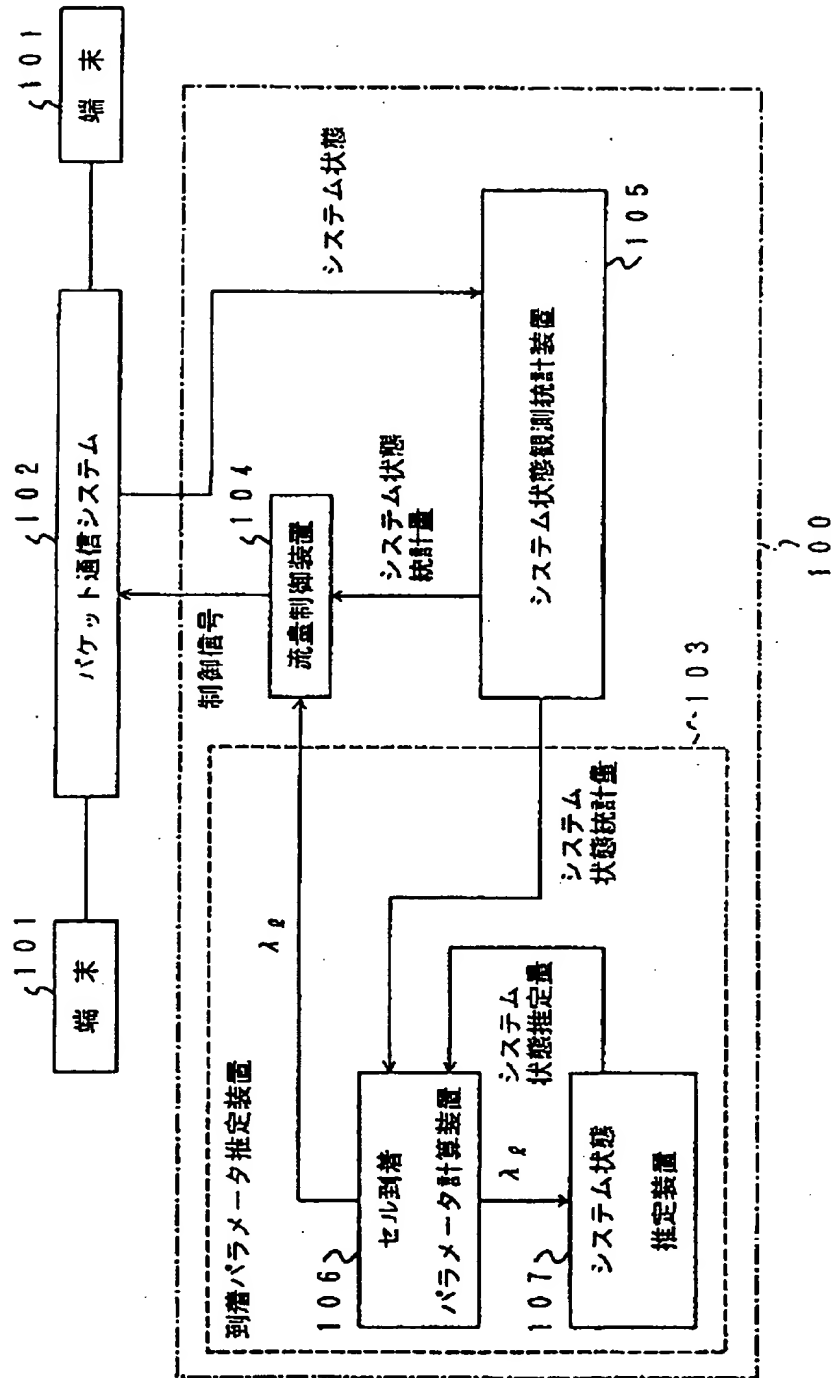 101
端末
102
パケット通信システム
101
端末
システム状態
制御信号
104
流量制御装置
システム状態
統計量
システム状態観測統計装置
105
λℓ
到着パラメータ推定装置
106
セル到着
パラメータ計算装置
システム
状態統計量
システム
状態推定量
λℓ
107
システム状態
推定装置
103
100